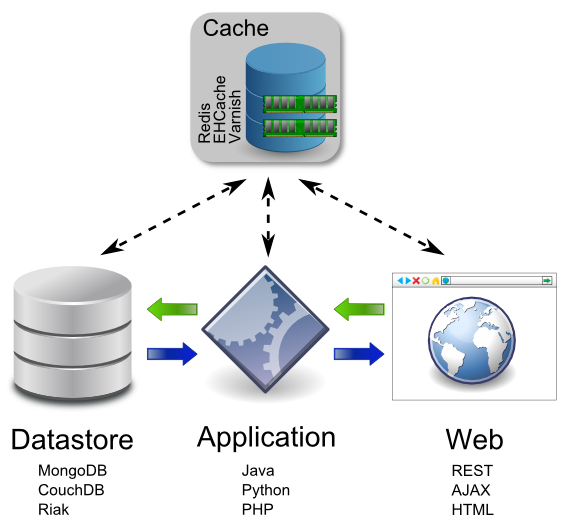 Cache
Redis
EHCache
Varnish
Datastore
MongoDB
CouchDB
Riak
Application
Java
Python
PHP
Web
REST
AJAX
HTML